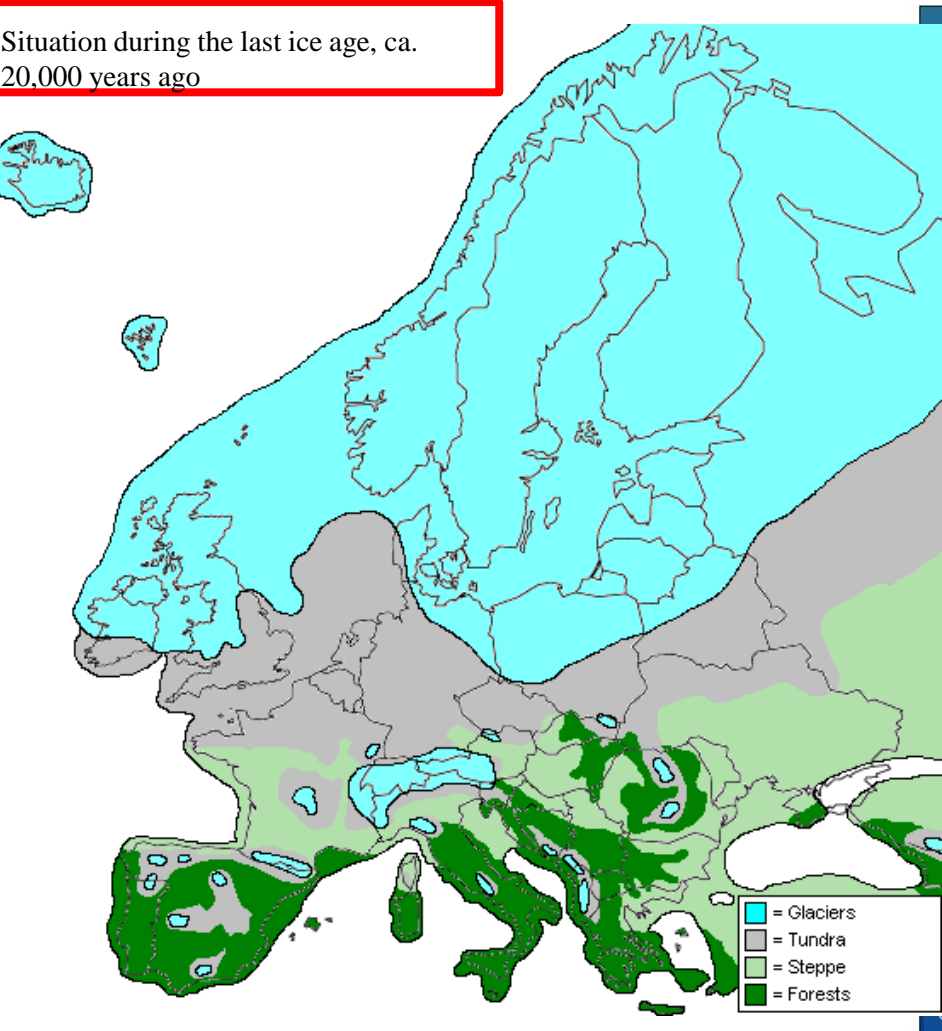 Situation during the last ice age, ca.
20,000 years ago
= Glaciers
= Tundra
= Steppe
= Forests